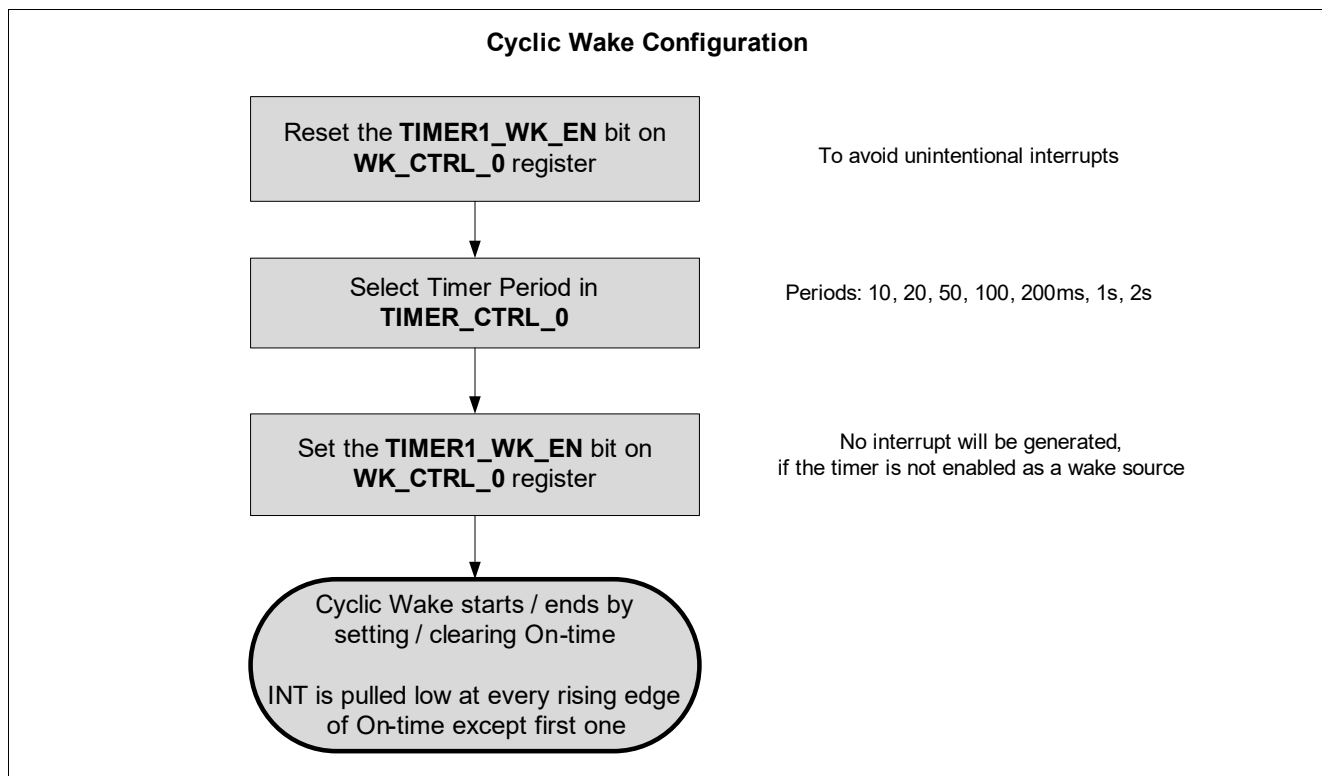 Cyclic Wake Configuration
Reset the TIMER1_WK_EN bit on
WK_CTRL_0 register
To avoid unintentional interrupts
Select Timer Period in
TIMER_CTRL_0
Periods: 10, 20, 50, 100, 200ms, 1s, 2s
Set the TIMER1_WK_EN bit on
WK_CTRL_0 register
No interrupt will be generated,
if the timer is not enabled as a wake source
Cyclic Wake starts / ends by
setting / clearing On-time
INT is pulled low at every rising edge
of On-time except first one